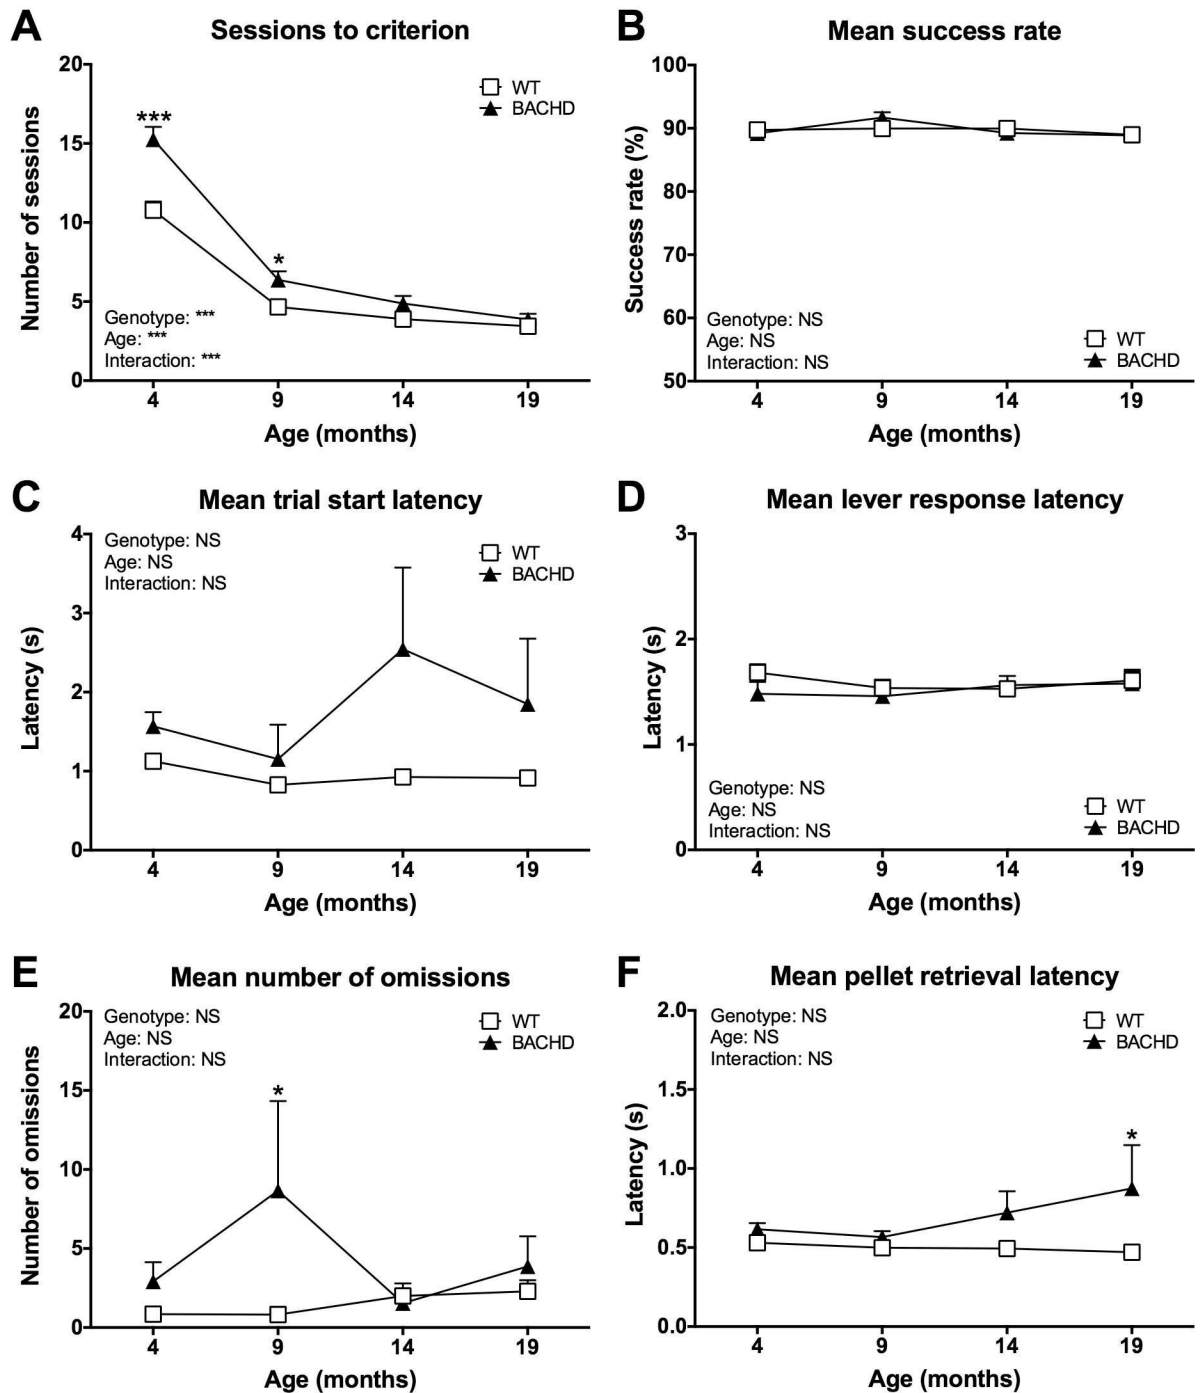 A
Sessions to criterion
20
15
10
5
0
Number of sessions
***
*
WT
BACHD
Genotype: ***
Age: ***
Interaction: ***
4 9 14 19
Age (months)
B
Mean success rate
100
90
80
70
60
50
Success rate (%)
Genotype: NS
Age: NS
Interaction: NS
WT
BACHD
4 9 14 19
Age (months)
C
Mean trial start latency
4
3
2
1
0
Latency (s)
Genotype: NS
Age: NS
Interaction: NS
WT
BACHD
4 9 14 19
Age (months)
D
Mean lever response latency
3
2
1
0
Latency (s)
Genotype: NS
Age: NS
Interaction: NS
WT
BACHD
4 9 14 19
Age (months)
E
Mean number of omissions
20
15
10
5
0
Number of omissions
Genotype: NS
Age: NS
Interaction: NS
*
WT
BACHD
4 9 14 19
Age (months)
F
Mean pellet retrieval latency
2.0
1.5
1.0
0.5
0.0
Latency (s)
Genotype: NS
Age: NS
Interaction: NS
WT
BACHD
*
4 9 14 19
Age (months)